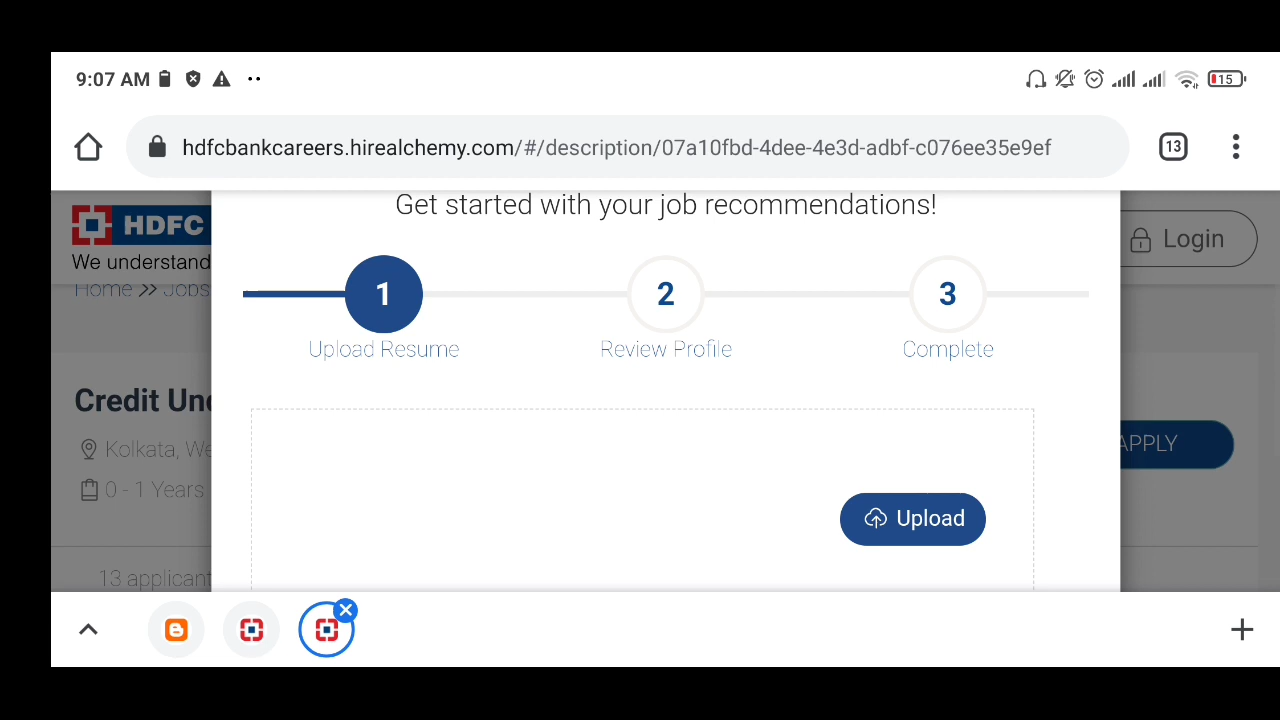 9:07 AM
15
hdfcbankcareers.hirealchemy.com/#/description/07a10fbd-4dee-4e3d-adbf-c076ee35e9ef
13
Get started with your job recommendations!
HDFC
We understand
Login
Home >> Jobs
1
2
3
Upload Resume
Review Profile
Complete
Credit Un
Kolkata, We
APPLY
0 - 1 Years
Upload
13 applicant